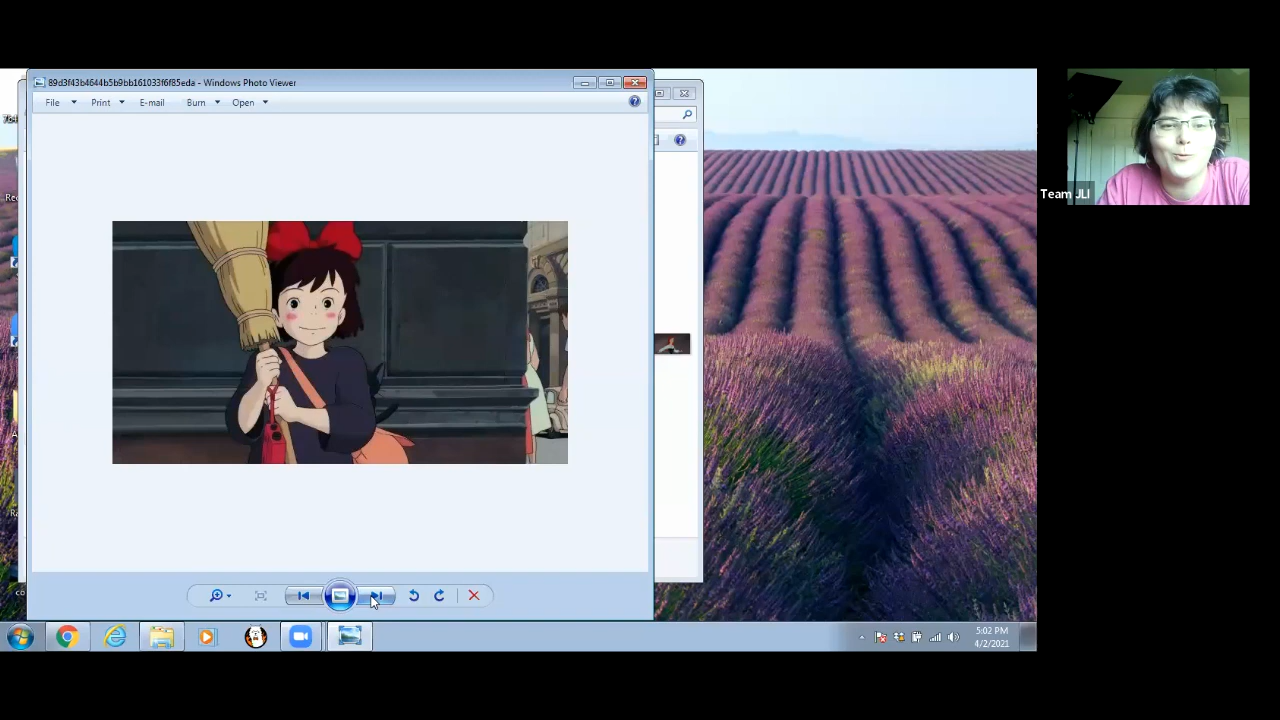 89d3f43b4644b5b9bb161033f6f85eda - Windows Photo Viewer
File Print E-mail Burn Open
Team JLI
5:02 PM
4/2/2021